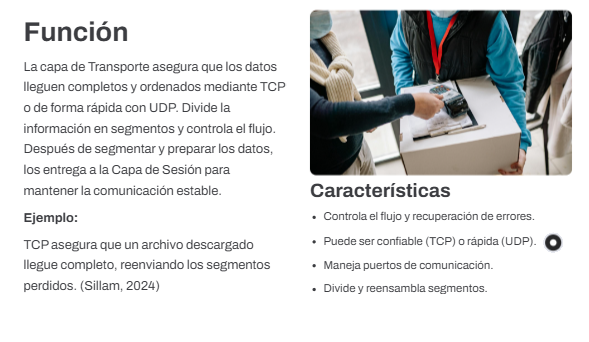 Función
La capa de Transporte asegura que los datos
lleguen completos y ordenados mediante TCP
o de forma rápida con UDP. Divide la
información en segmentos y controla el flujo.
Después de segmentar y preparar los datos,
los entrega a la Capa de Sesión para
mantener la comunicación estable.
Ejemplo:
TCP asegura que un archivo descargado
llegue completo, reenviando los segmentos
perdidos. (Sillam, 2024)
Características
• Controla el flujo y recuperación de errores.
• Puede ser confiable (TCP) o rápida (UDP).
• Maneja puertos de comunicación.
• Divide y reensambla segmentos.